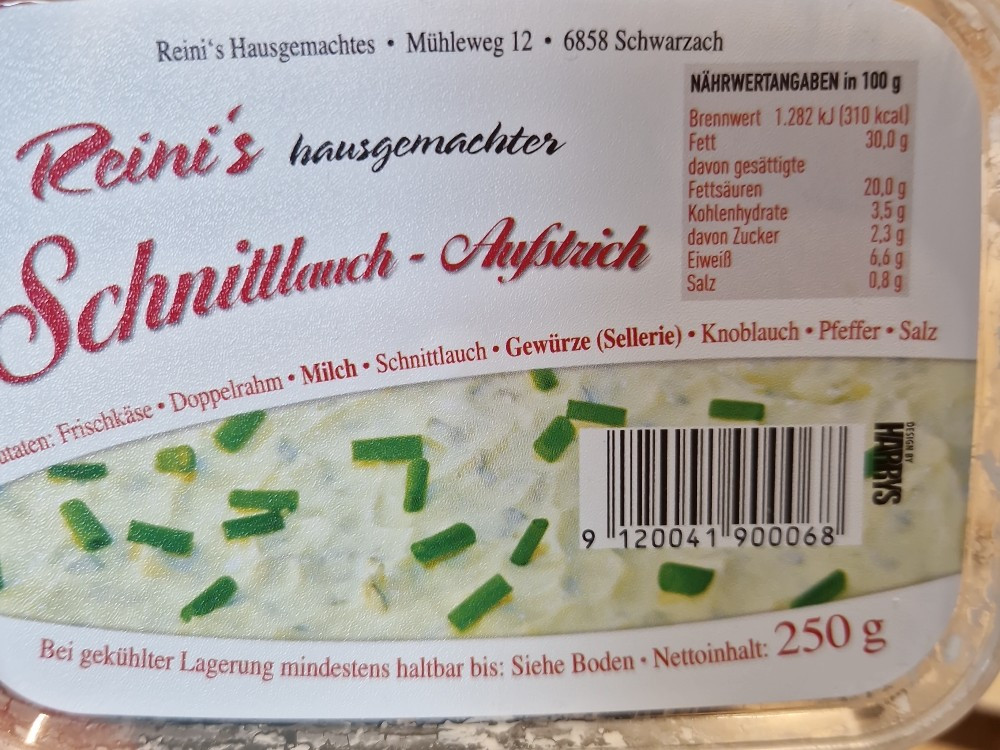 Reini's Hausgemachtes • Mühleweg 12 • 6858 Schwarzach
Reini's hausgemachter
Schnittlauch - Aufstrich
NÄHRWERTANGABEN in 100 g
Brennwert 1.282 kJ (310 kcal)
Fett 30,0 g
davon gesättigte
Fettsäuren 20,0 g
Kohlenhydrate 3,5 g
davon Zucker 2,3 g
Eiweiß 6,6 g
Salz 0,8 g
utaten: Frischkäse • Doppelrahm • Milch • Schnittlauch • Gewürze (Sellerie) • Knoblauch • Pfeffer • Salz
DESIGN BY
HARRYS
9 120041 900068
Bei gekühlter Lagerung mindestens haltbar bis: Siehe Boden • Nettoinhalt: 250 g